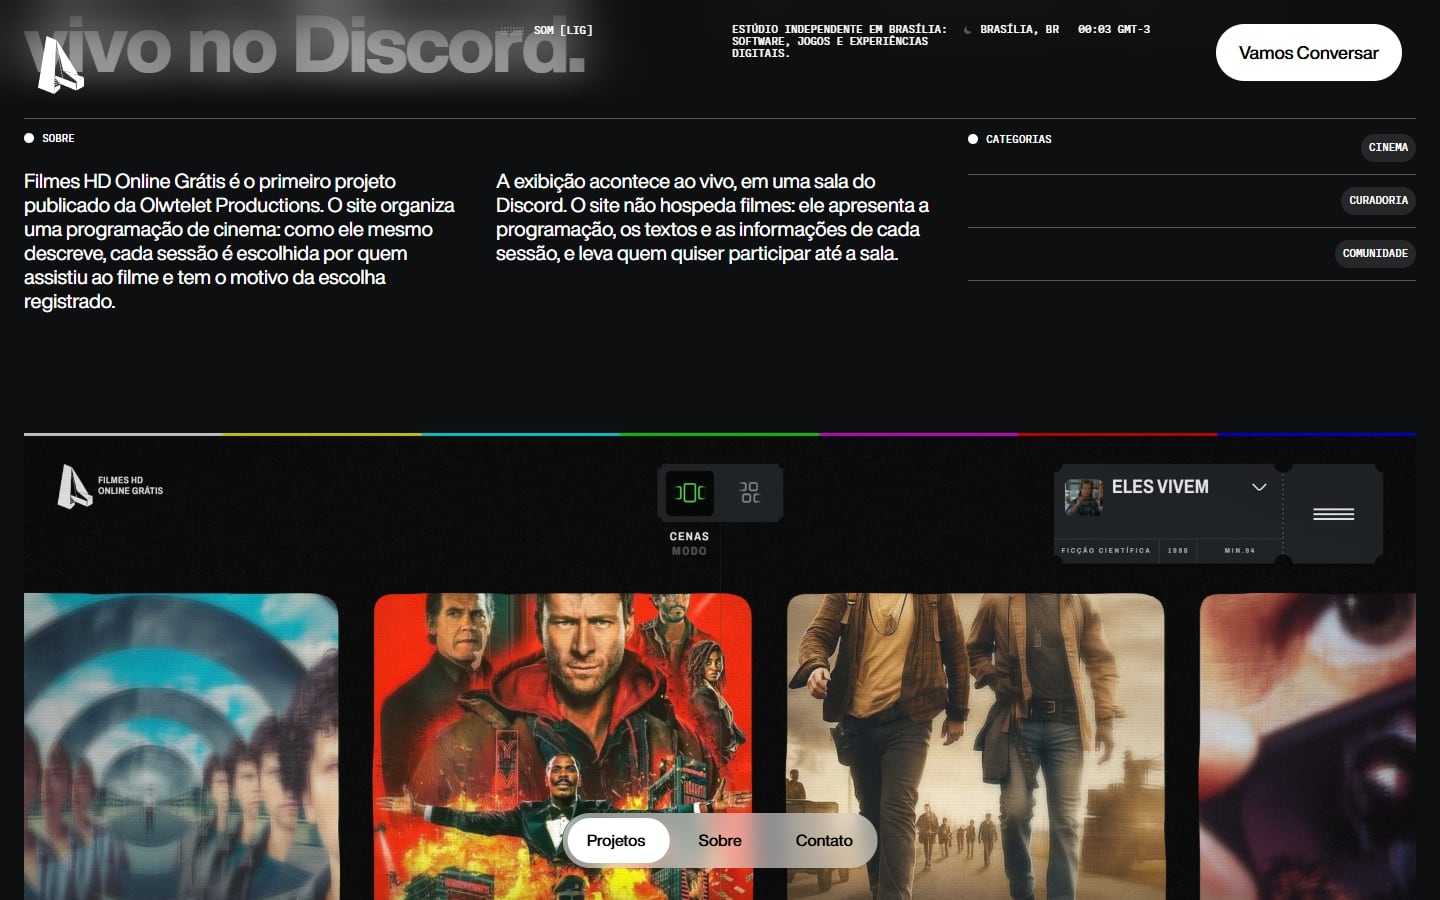 vivo no Discord.
SOM [LIG]
ESTÚDIO INDEPENDENTE EM BRASÍLIA:
SOFTWARE, JOGOS E EXPERIÊNCIAS
DIGITAIS.
BRASÍLIA, BR 00:03 GMT-3
Vamos Conversar
SOBRE
Filmes HD Online Grátis é o primeiro projeto
publicado da Olwtelet Productions. O site organiza
uma programação de cinema: como ele mesmo
descreve, cada sessão é escolhida por quem
assistiu ao filme e tem o motivo da escolha
registrado.
A exibição acontece ao vivo, em uma sala do
Discord. O site não hospeda filmes: ele apresenta a
programação, os textos e as informações de cada
sessão, e leva quem quiser participar até a sala.
CATEGORIAS
CINEMA
CURADORIA
COMUNIDADE
FILMES HD
ONLINE GRÁTIS
CENAS
MODO
ELES VIVEM
FICÇÃO CIENTÍFICA 1988 MIN.94
Projetos Sobre Contato